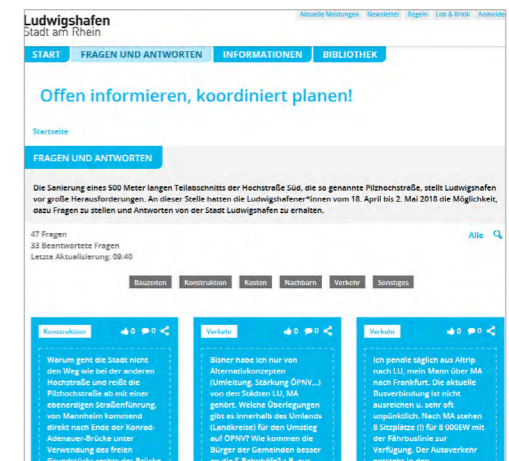 Aktuelle Meldungen Newsletter Regeln Lob & Kritik Anmelde
Ludwigshafen
Stadt am Rhein
START FRAGEN UND ANTWORTEN INFORMATIONEN BIBLIOTHEK
Offen informieren, koordiniert planen!
Startseite
FRAGEN UND ANTWORTEN
Die Sanierung eines 500 Meter langen Teilabschnitts der Hochstraße Süd, die so genannte Pilzhochstraße, stellt Ludwigshafen
vor große Herausforderungen. An dieser Stelle hatten die Ludwigshafener*innen vom 18. April bis 2. Mai 2018 die Möglichkeit,
dazu Fragen zu stellen und Antworten von der Stadt Ludwigshafen zu erhalten.
47 Fragen
33 Beantwortete Fragen
Letzte Aktualisierung: 09:40
Alle
Bauzeiten Konstruktion Kosten Nachbarn Verkehr Sonstiges
Konstruktion 0 0
Warum geht die Stadt nicht
den Weg wie bei der anderen
Hochstraße und reißt die
Pilzhochstraße ab mit einer
ebenerdigen Straßenführung,
von Mannheim kommend
direkt nach Ende der Konrad-
Adenauer-Brücke unter
Verwendung des freien
Grundstücks rechts der Brücke
Verkehr 0 0
Bisher habe ich nur von
Alternativkonzepten
(Umleitung, Stärkung ÖPNV,..)
von den Städten LU, MA
gehört. Welche Überlegungen
gibt es innerhalb des Umlands
(Landkreise) für den Umstieg
auf ÖPNV? Wie kommen die
Bürger der Gemeinden besser
an die S-Bahnhöfe? z.B. aus
Verkehr 0 0
Ich pendle täglich aus Altrip
nach LU, mein Mann über MA
nach Frankfurt. Die aktuelle
Busverbindung ist nicht
ausreichen u. sehr oft
unpünktlich. Nach MA stehen
8 Sitzplätze (!) für 8 000EW mit
der Fährbuslinie zur
Verfügung. Der Autoverkehr